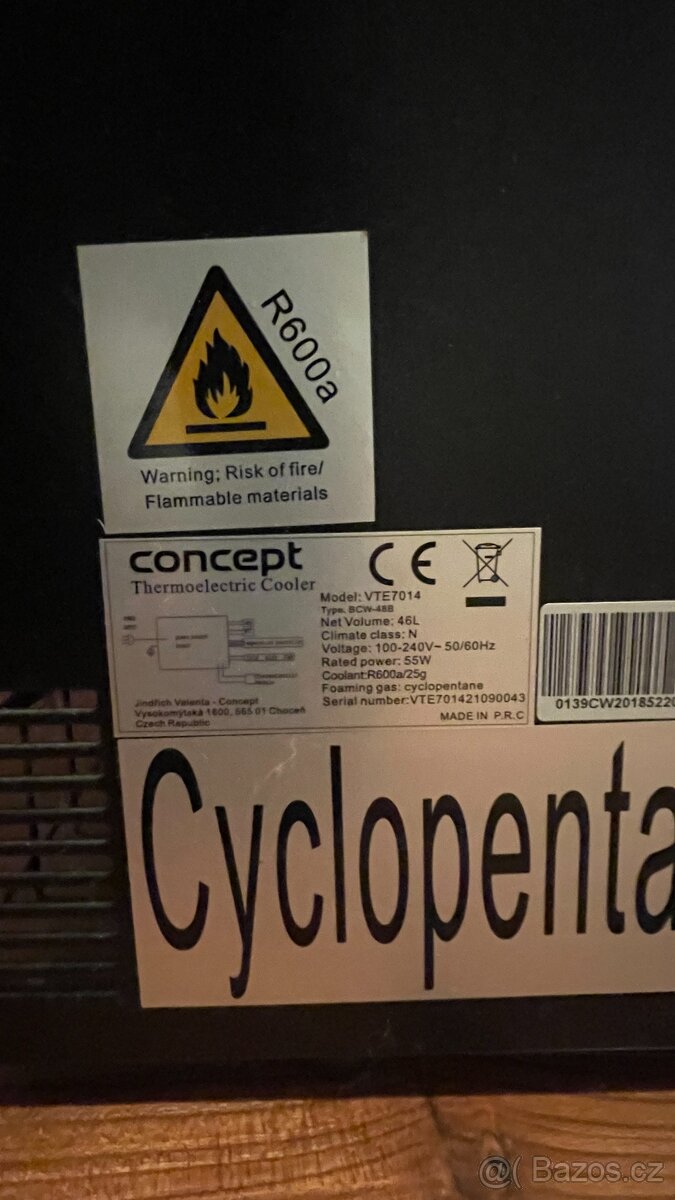 R600a
Warning; Risk of fire/
Flammable materials
concept
CE
Thermoelectric Cooler
Model: VTE7014
Type. BCW-48B
Net Volume: 46L
Climate class: N
Voltage: 100-240V~ 50/60Hz
Rated power: 55W
Coolant:R600a/25g
Foaming gas: cyclopentane
Serial number:VTE701421090043
MADE IN P.R.C
Jindřich Valenta - Concept
Vysokomýtská 1800, 565 01 Choceň
Czech Republic
0139CW20185220
Cyclopenta
@( Bazos.cz